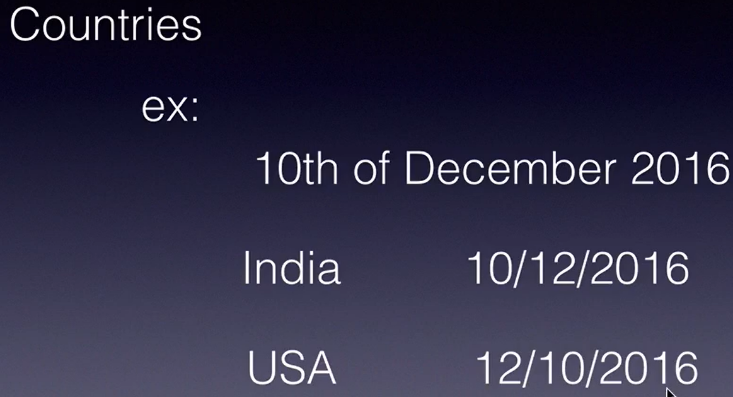 Countries
ex:
10th of December 2016
India 10/12/2016
USA 12/10/2016